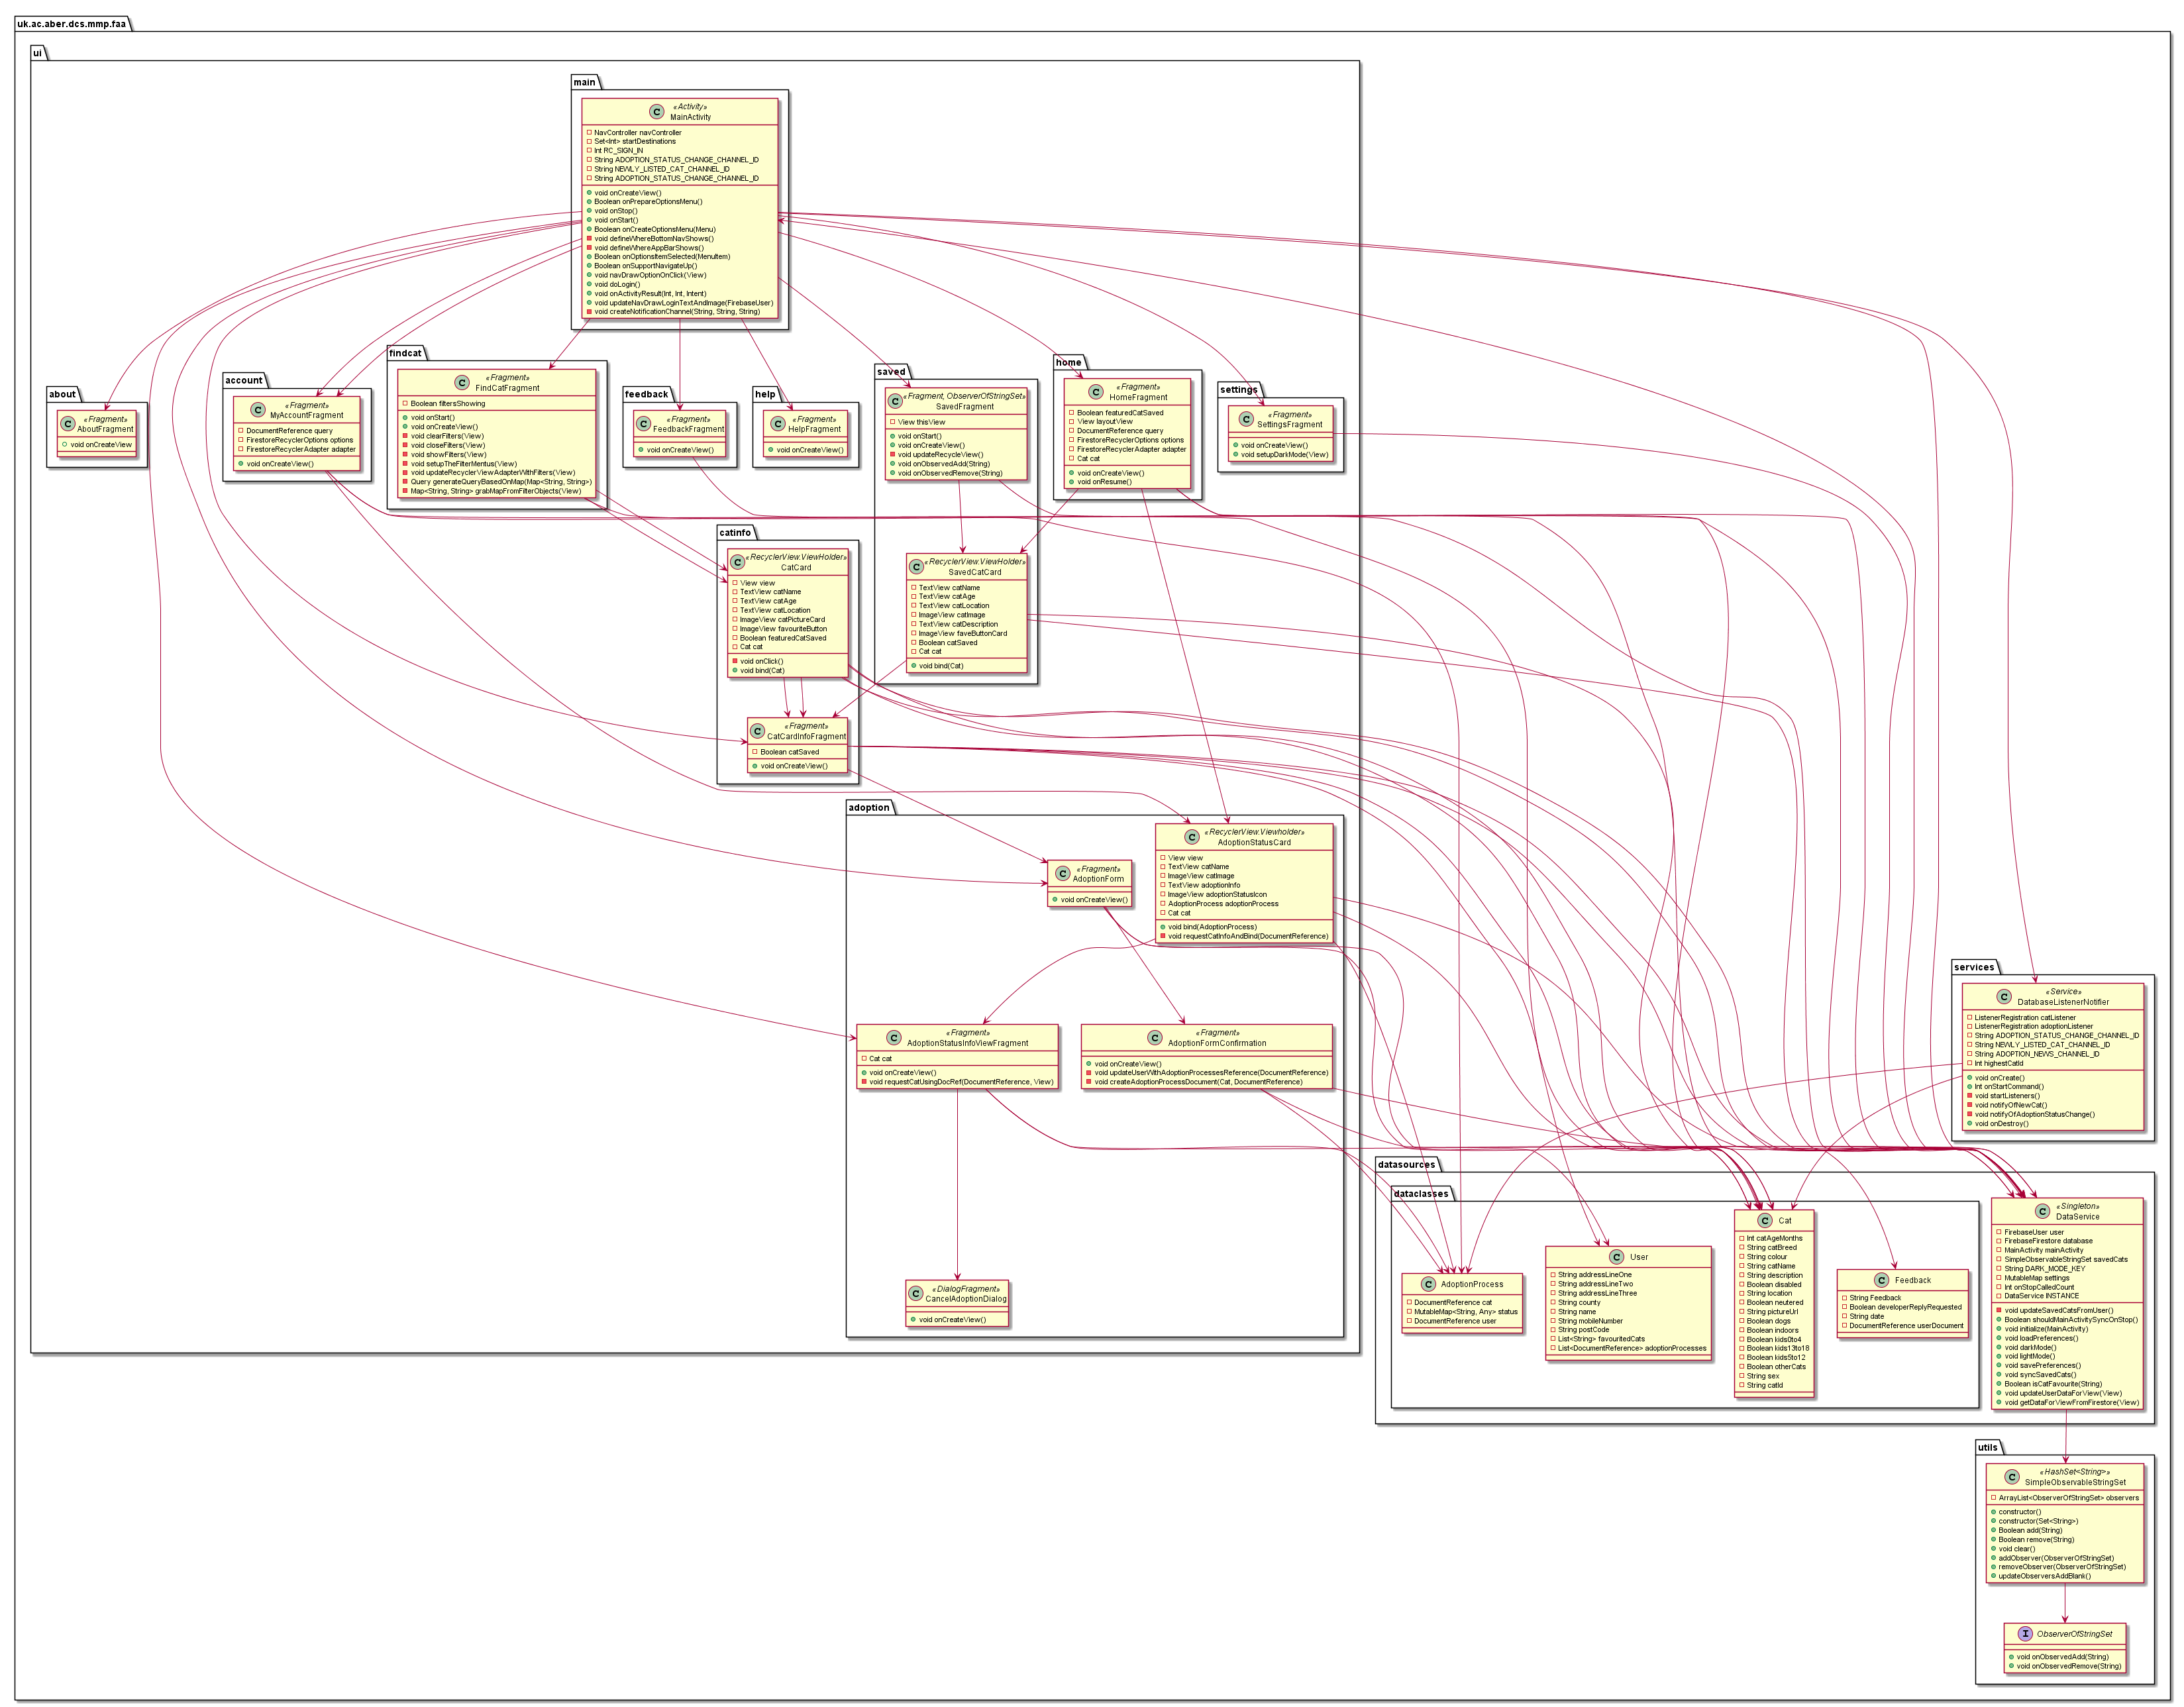 uk.ac.aber.dcs.mmp.faa
ui
main
«Activity»
MainActivity
NavController navController
Set<Int> startDestinations
Int RC_SIGN_IN
String ADOPTION_STATUS_CHANGE_CHANNEL_ID
String NEWLY_LISTED_CAT_CHANNEL_ID
String ADOPTION_STATUS_CHANGE_CHANNEL_ID
void onCreateView()
Boolean onPrepareOptionsMenu()
void onStop()
void onStart()
Boolean onCreateOptionsMenu(Menu)
void defineWhereBottomNavShows()
void defineWhereAppBarShows()
Boolean onOptionsItemSelected(MenuItem)
Boolean onSupportNavigateUp()
void navDrawOptionOnClick(View)
void doLogin()
void onActivityResult(Int, Int, Intent)
void updateNavDrawLoginTextAndImage(FirebaseUser)
void createNotificationChannel(String, String, String)
about
«Fragment»
AboutFragment
void onCreateView
account
«Fragment»
MyAccountFragment
DocumentReference query
FirestoreRecyclerOptions options
FirestoreRecyclerAdapter adapter
void onCreateView()
findcat
«Fragment»
FindCatFragment
Boolean filtersShowing
void onStart()
void onCreateView()
void clearFilters(View)
void closeFilters(View)
void showFilters(View)
void setupTheFilterMentus(View)
void updateRecyclerViewAdapterWithFilters(View)
Query generateQueryBasedOnMap(Map<String, String>)
Map<String, String> grabMapFromFilterObjects(View)
feedback
«Fragment»
FeedbackFragment
void onCreateView()
help
«Fragment»
HelpFragment
void onCreateView()
saved
«Fragment, ObserverOfStringSet»
SavedFragment
View thisView
void onStart()
void onCreateView()
void updateRecycleView()
void onObservedAdd(String)
void onObservedRemove(String)
«RecyclerView.ViewHolder»
SavedCatCard
TextView catName
TextView catAge
TextView catLocation
ImageView catImage
TextView catDescription
ImageView faveButtonCard
Boolean catSaved
Cat cat
void bind(Cat)
home
«Fragment»
HomeFragment
Boolean featuredCatSaved
View layoutView
DocumentReference query
FirestoreRecyclerOptions options
FirestoreRecyclerAdapter adapter
Cat cat
void onCreateView()
void onResume()
settings
«Fragment»
SettingsFragment
void onCreateView()
void setupDarkMode(View)
catinfo
«RecyclerView.ViewHolder»
CatCard
View view
TextView catName
TextView catAge
TextView catLocation
ImageView catPictureCard
ImageView favouriteButton
Boolean featuredCatSaved
Cat cat
void onClick()
void bind(Cat)
«Fragment»
CatCardInfoFragment
Boolean catSaved
void onCreateView()
adoption
«RecyclerView.Viewholder»
AdoptionStatusCard
View view
TextView catName
ImageView catImage
TextView adoptionInfo
ImageView adoptionStatusIcon
AdoptionProcess adoptionProcess
Cat cat
void bind(AdoptionProcess)
void requestCatInfoAndBind(DocumentReference)
«Fragment»
AdoptionForm
void onCreateView()
«Fragment»
AdoptionStatusInfoViewFragment
Cat cat
void onCreateView()
void requestCatUsingDocRef(DocumentReference, View)
«Fragment»
AdoptionFormConfirmation
void onCreateView()
void updateUserWithAdoptionProcessesReference(DocumentReference)
void createAdoptionProcessDocument(Cat, DocumentReference)
«DialogFragment»
CancelAdoptionDialog
void onCreateView()
services
«Service»
DatabaseListenerNotifier
ListenerRegistration catListener
ListenerRegistration adoptionListener
String ADOPTION_STATUS_CHANGE_CHANNEL_ID
String NEWLY_LISTED_CAT_CHANNEL_ID
String ADOPTION_NEWS_CHANNEL_ID
Int highestCatId
void onCreate()
Int onStartCommand()
void startListeners()
void notifyOfNewCat()
void notifyOfAdoptionStatusChange()
void onDestroy()
datasources
dataclasses
AdoptionProcess
DocumentReference cat
MutableMap<String, Any> status
DocumentReference user
User
String addressLineOne
String addressLineTwo
String addressLineThree
String county
String name
String mobileNumber
String postCode
List<String> favouritedCats
List<DocumentReference> adoptionProcesses
Cat
Int catAgeMonths
String catBreed
String colour
String catName
String description
Boolean disabled
String location
Boolean neutered
String pictureUrl
Boolean dogs
Boolean indoors
Boolean kids0to4
Boolean kids13to18
Boolean kids5to12
Boolean otherCats
String sex
String catId
Feedback
String Feedback
Boolean developerReplyRequested
String date
DocumentReference userDocument
«Singleton»
DataService
FirebaseUser user
FirebaseFirestore database
MainActivity mainActivity
SimpleObservableStringSet savedCats
String DARK_MODE_KEY
MutableMap settings
Int onStopCalledCount
DataService INSTANCE
void updateSavedCatsFromUser()
Boolean shouldMainActivitySyncOnStop()
void initialize(MainActivity)
void loadPreferences()
void darkMode()
void lightMode()
void savePreferences()
void syncSavedCats()
Boolean isCatFavourite(String)
void updateUserDataForView(View)
void getDataForViewFromFirestore(View)
utils
«HashSet<String>»
SimpleObservableStringSet
ArrayList<ObserverOfStringSet> observers
constructor()
constructor(Set<String>)
Boolean add(String)
Boolean remove(String)
void clear()
addObserver(ObserverOfStringSet)
removeObserver(ObserverOfStringSet)
updateObserversAddBlank()
ObserverOfStringSet
void onObservedAdd(String)
void onObservedRemove(String)